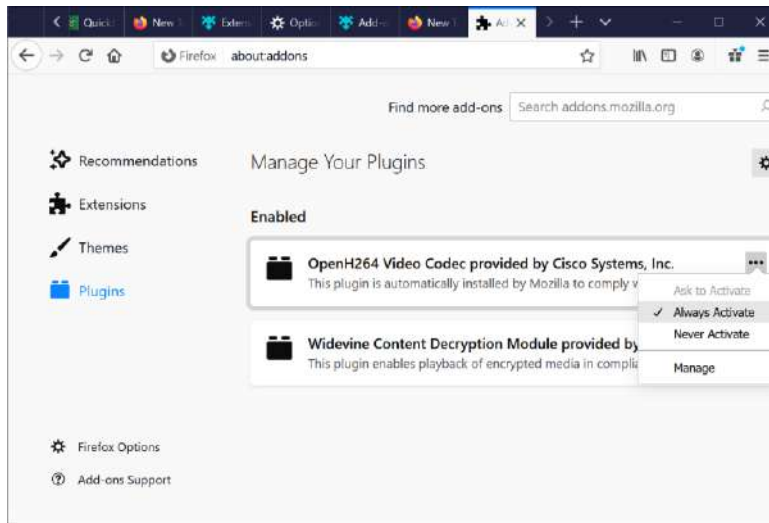 Quick
New
Extens
Optio
Add-
New T
Ad
Firefox about:addons
Find more add-ons Search addons.mozilla.org
Recommendations
Manage Your Plugins
Extensions
Enabled
Themes
OpenH264 Video Codec provided by Cisco Systems, Inc.
This plugin is automatically installed by Mozilla to comply
Plugins
Ask to Activate
Always Activate
Never Activate
Manage
Widevine Content Decryption Module provided by
This plugin enables playback of encrypted media in complia
Firefox Options
Add-ons Support